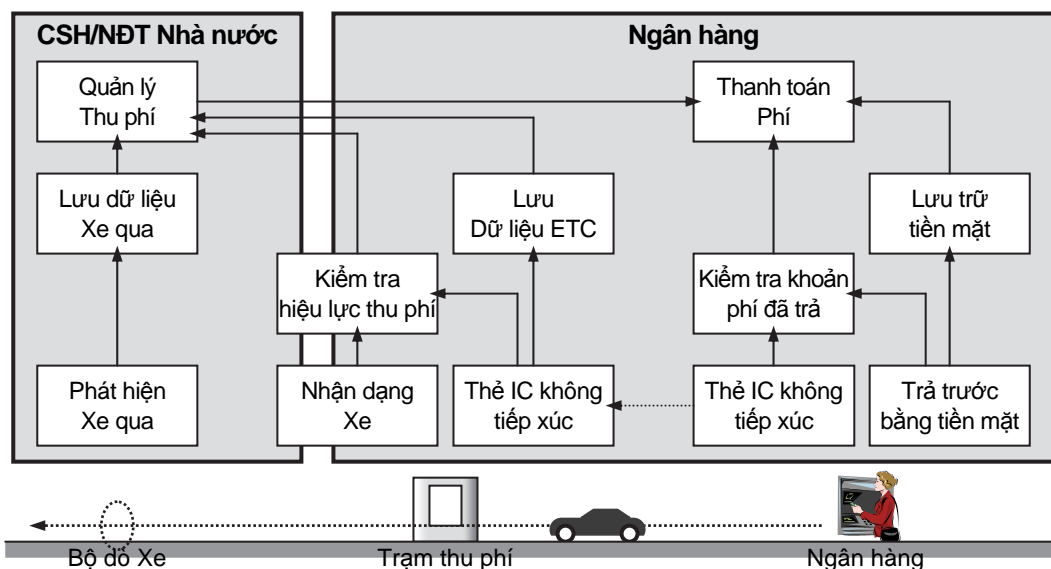 CSH/NĐT Nhà nước
Ngân hàng
Quản lý
Thu phí
Thanh toán
Phí
Lưu dữ liệu
Xe qua
Lưu
Dữ liệu ETC
Lưu trữ
tiền mặt
Kiểm tra
hiệu lực thu phí
Kiểm tra khoản
phí đã trả
Phát hiện
Xe qua
Nhận dạng
Xe
Thẻ IC không
tiếp xúc
Thẻ IC không
tiếp xúc
Trả trước
bằng tiền mặt
Bộ dò Xe
Trạm thu phí
Ngân hàng